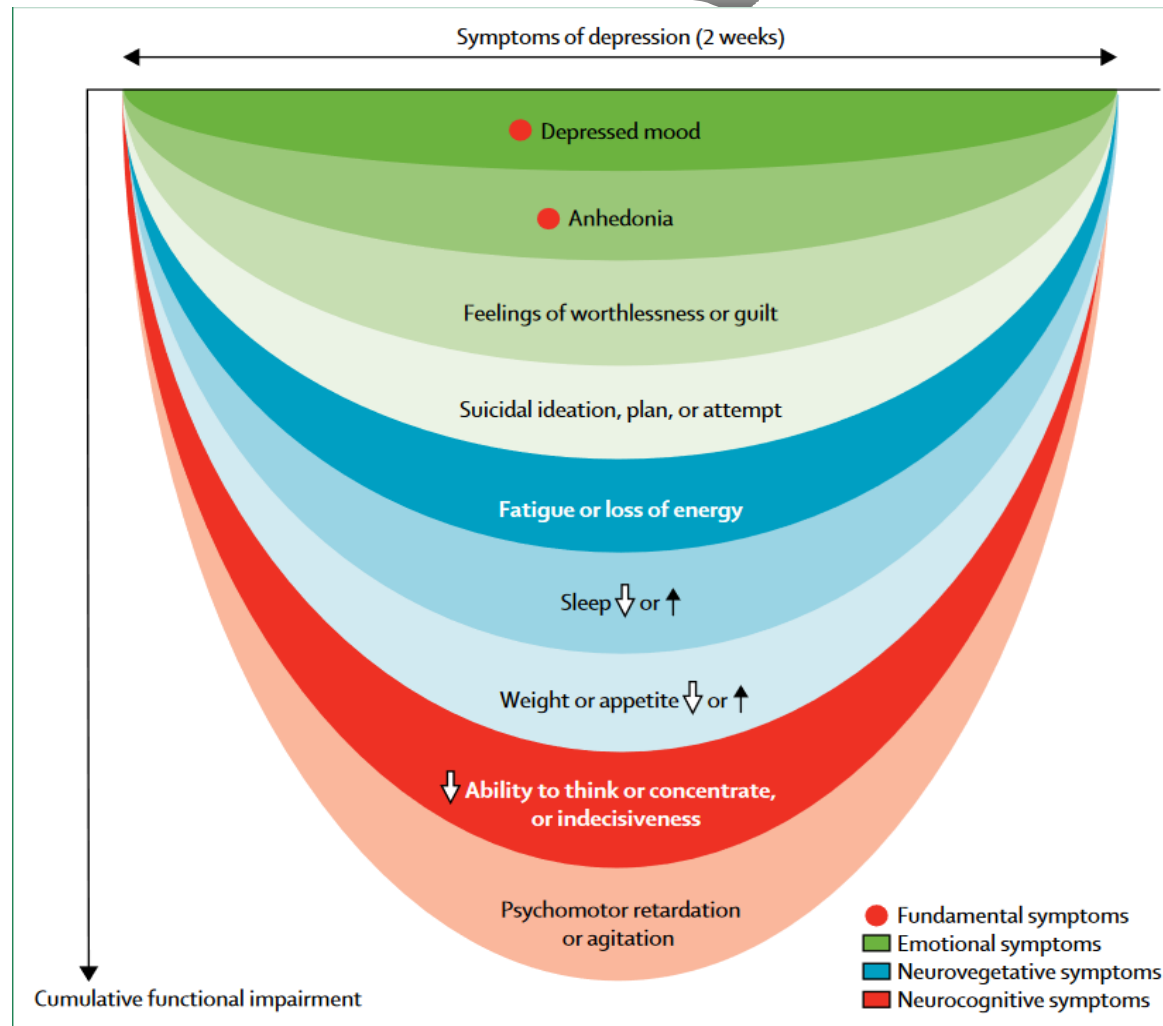 Symptoms of depression (2 weeks)
Depressed mood
Anhedonia
Feelings of worthlessness or guilt
Suicidal ideation, plan, or attempt
Fatigue or loss of energy
Sleep ⇩ or ↑
Weight or appetite ⇩ or ↑
⇩ Ability to think or concentrate,
or indecisiveness
Psychomotor retardation
or agitation
Cumulative functional impairment
Fundamental symptoms
Emotional symptoms
Neurovegetative symptoms
Neurocognitive symptoms